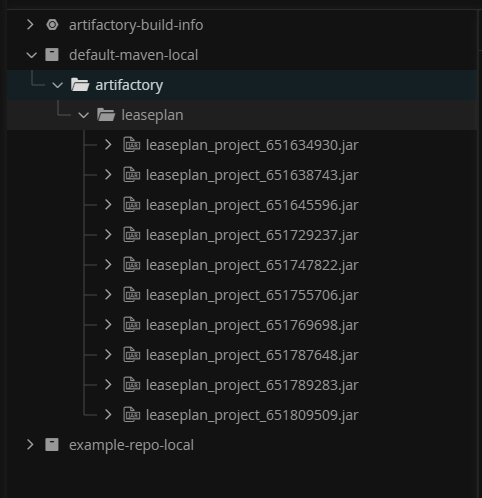 artifactory-build-info
default-maven-local
artifactory
leaseplan
leaseplan_project_651634930.jar
leaseplan_project_651638743.jar
leaseplan_project_651645596.jar
leaseplan_project_651729237.jar
leaseplan_project_651747822.jar
leaseplan_project_651755706.jar
leaseplan_project_651769698.jar
leaseplan_project_651787648.jar
leaseplan_project_651789283.jar
leaseplan_project_651809509.jar
example-repo-local